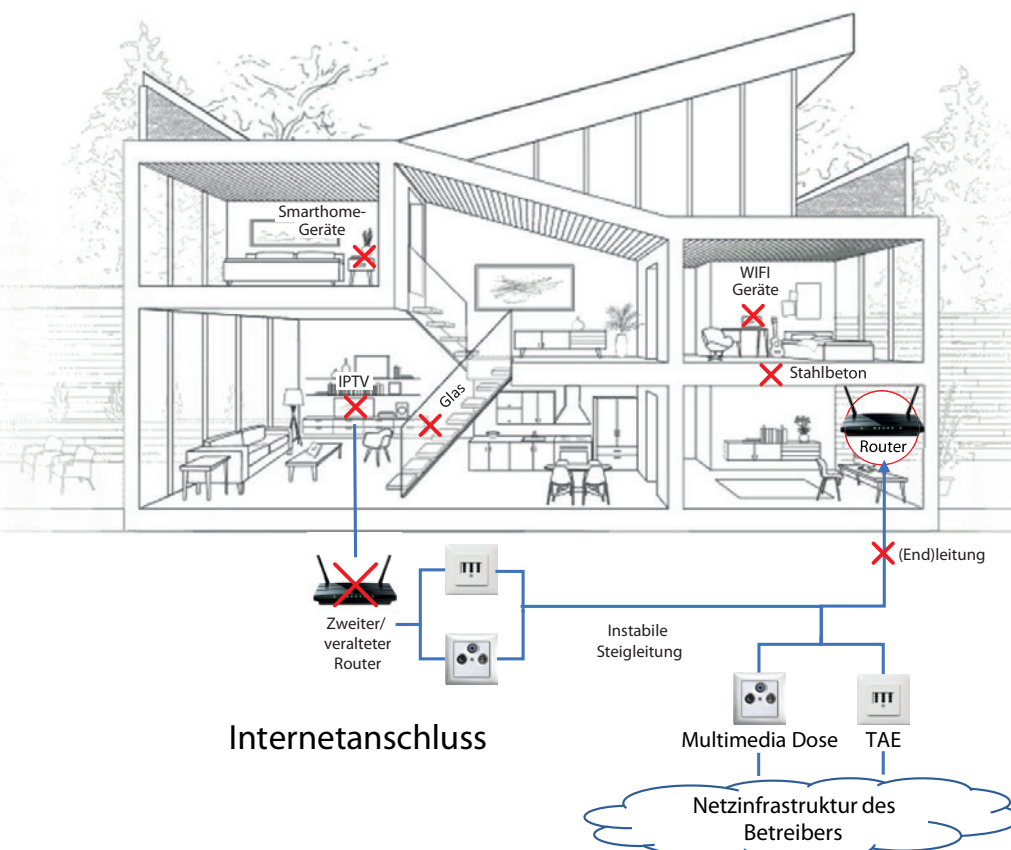 Smarthome-
Geräte
WIFI
Geräte
IPTV
Glas
Stahlbeton
Router
(End)leitung
Zweiter/
veralteter
Router
Instabile
Steigleitung
Internetanschluss
Multimedia Dose
TAE
Netzinfrastruktur des
Betreibers